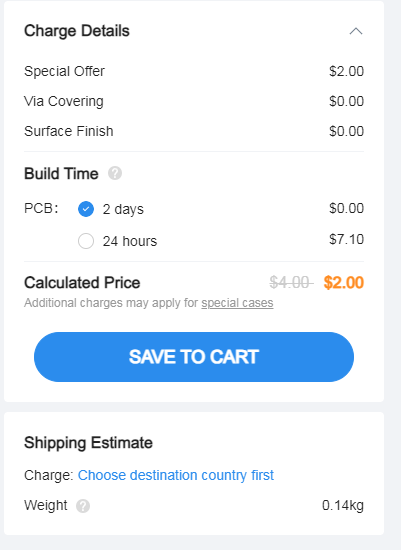 Charge Details
Special Offer $2.00
Via Covering $0.00
Surface Finish $0.00
Build Time ?
PCB: 2 days $0.00
24 hours $7.10
Calculated Price $4.00 $2.00
Additional charges may apply for special cases
SAVE TO CART
Shipping Estimate
Charge: Choose destination country first
Weight ? 0.14kg